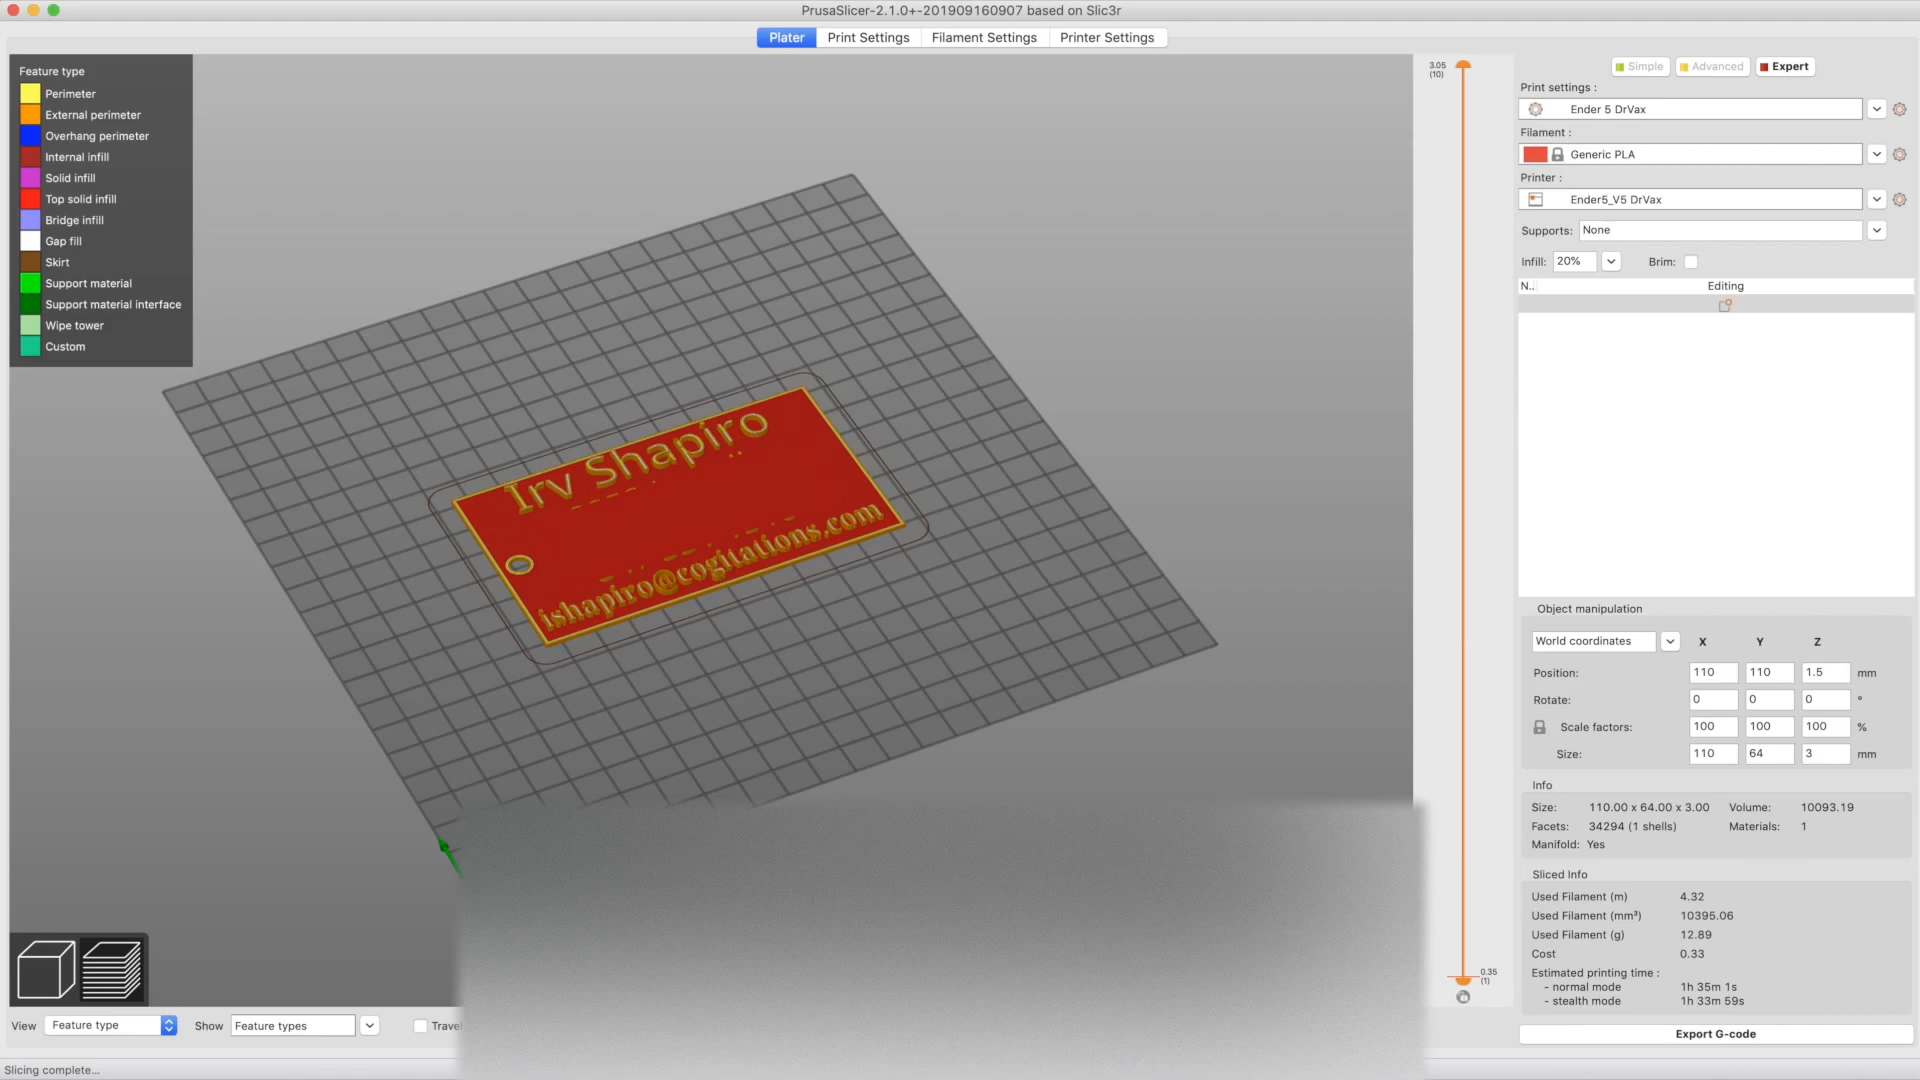 PrusaSlicer-2.1.0+-201909160907 based on Slic3r
Plater Print Settings Filament Settings Printer Settings
Feature type
Perimeter
External perimeter
Overhang perimeter
Internal infill
Solid infill
Top solid infill
Bridge infill
Gap fill
Skirt
Support material
Support material interface
Wipe tower
Custom
Irv Shapiro
ishapiro@cogitations.com
3.05
(10)
0.35
(1)
Simple Advanced Expert
Print settings :
Ender 5 DrVax
Filament :
Generic PLA
Printer :
Ender5_V5 DrVax
Supports: None
Infill: 20% Brim:
N.. Editing
Object manipulation
World coordinates X Y Z
Position: 110 110 1.5 mm
Rotate: 0 0 0 °
Scale factors: 100 100 100 %
Size: 110 64 3 mm
Info
Size: 110.00 x 64.00 x 3.00 Volume: 10093.19
Facets: 34294 (1 shells) Materials: 1
Manifold: Yes
Sliced Info
Used Filament (m) 4.32
Used Filament (mm³) 10395.06
Used Filament (g) 12.89
Cost 0.33
Estimated printing time :
- normal mode 1h 35m 1s
- stealth mode 1h 33m 59s
Export G-code
View Feature type Show Feature types Travel
Slicing complete...